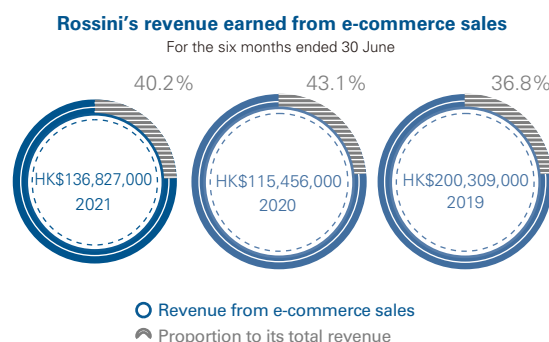 Rossini's revenue earned from e-commerce sales
For the six months ended 30 June
40.2%
43.1%
36.8%
HK$136,827,000
2021
HK$115,456,000
2020
HK$200,309,000
2019
Revenue from e-commerce sales
Proportion to its total revenue